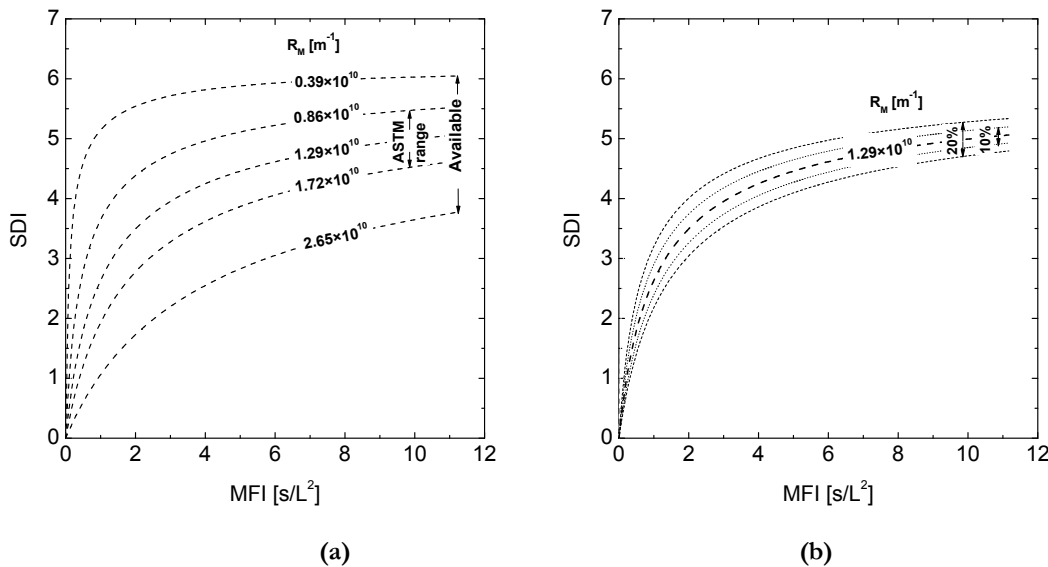 7
6
5
4
3
2
1
0
SDI
R_M [m⁻¹]
0.39×10¹⁰
0.86×10¹⁰
1.29×10¹⁰
1.72×10¹⁰
2.65×10¹⁰
ASTM
range
Available
0 2 4 6 8 10 12
MFI [s/L²]
(a)
7
6
5
4
3
2
1
0
SDI
R_M [m⁻¹]
1.29×10¹⁰
20%
10%
0 2 4 6 8 10 12
MFI [s/L²]
(b)